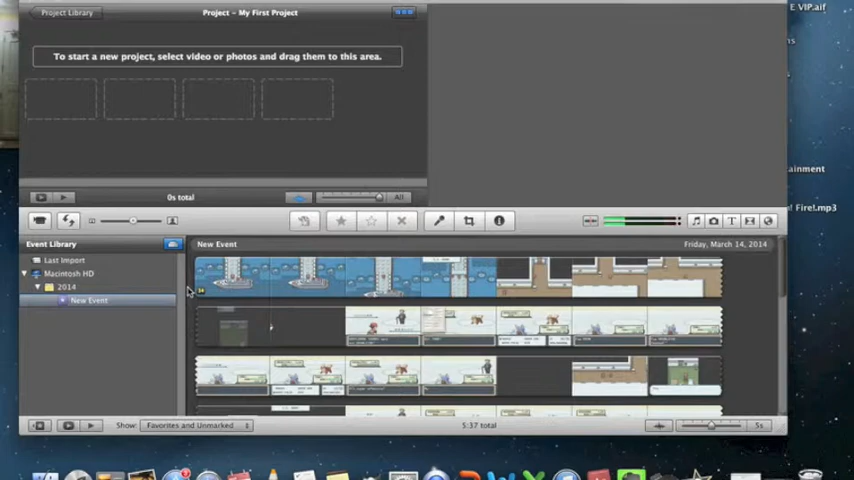 E VIP.aif
Project Library
Project - My First Project
To start a new project, select video or photos and drag them to this area.
0s total
All
ainment
! Fire!.mp3
Event Library
New Event
Friday, March 14, 2014
Last Import
Macintosh HD
2014
New Event
Show:
Favorites and Unmarked
5:37 total
5s